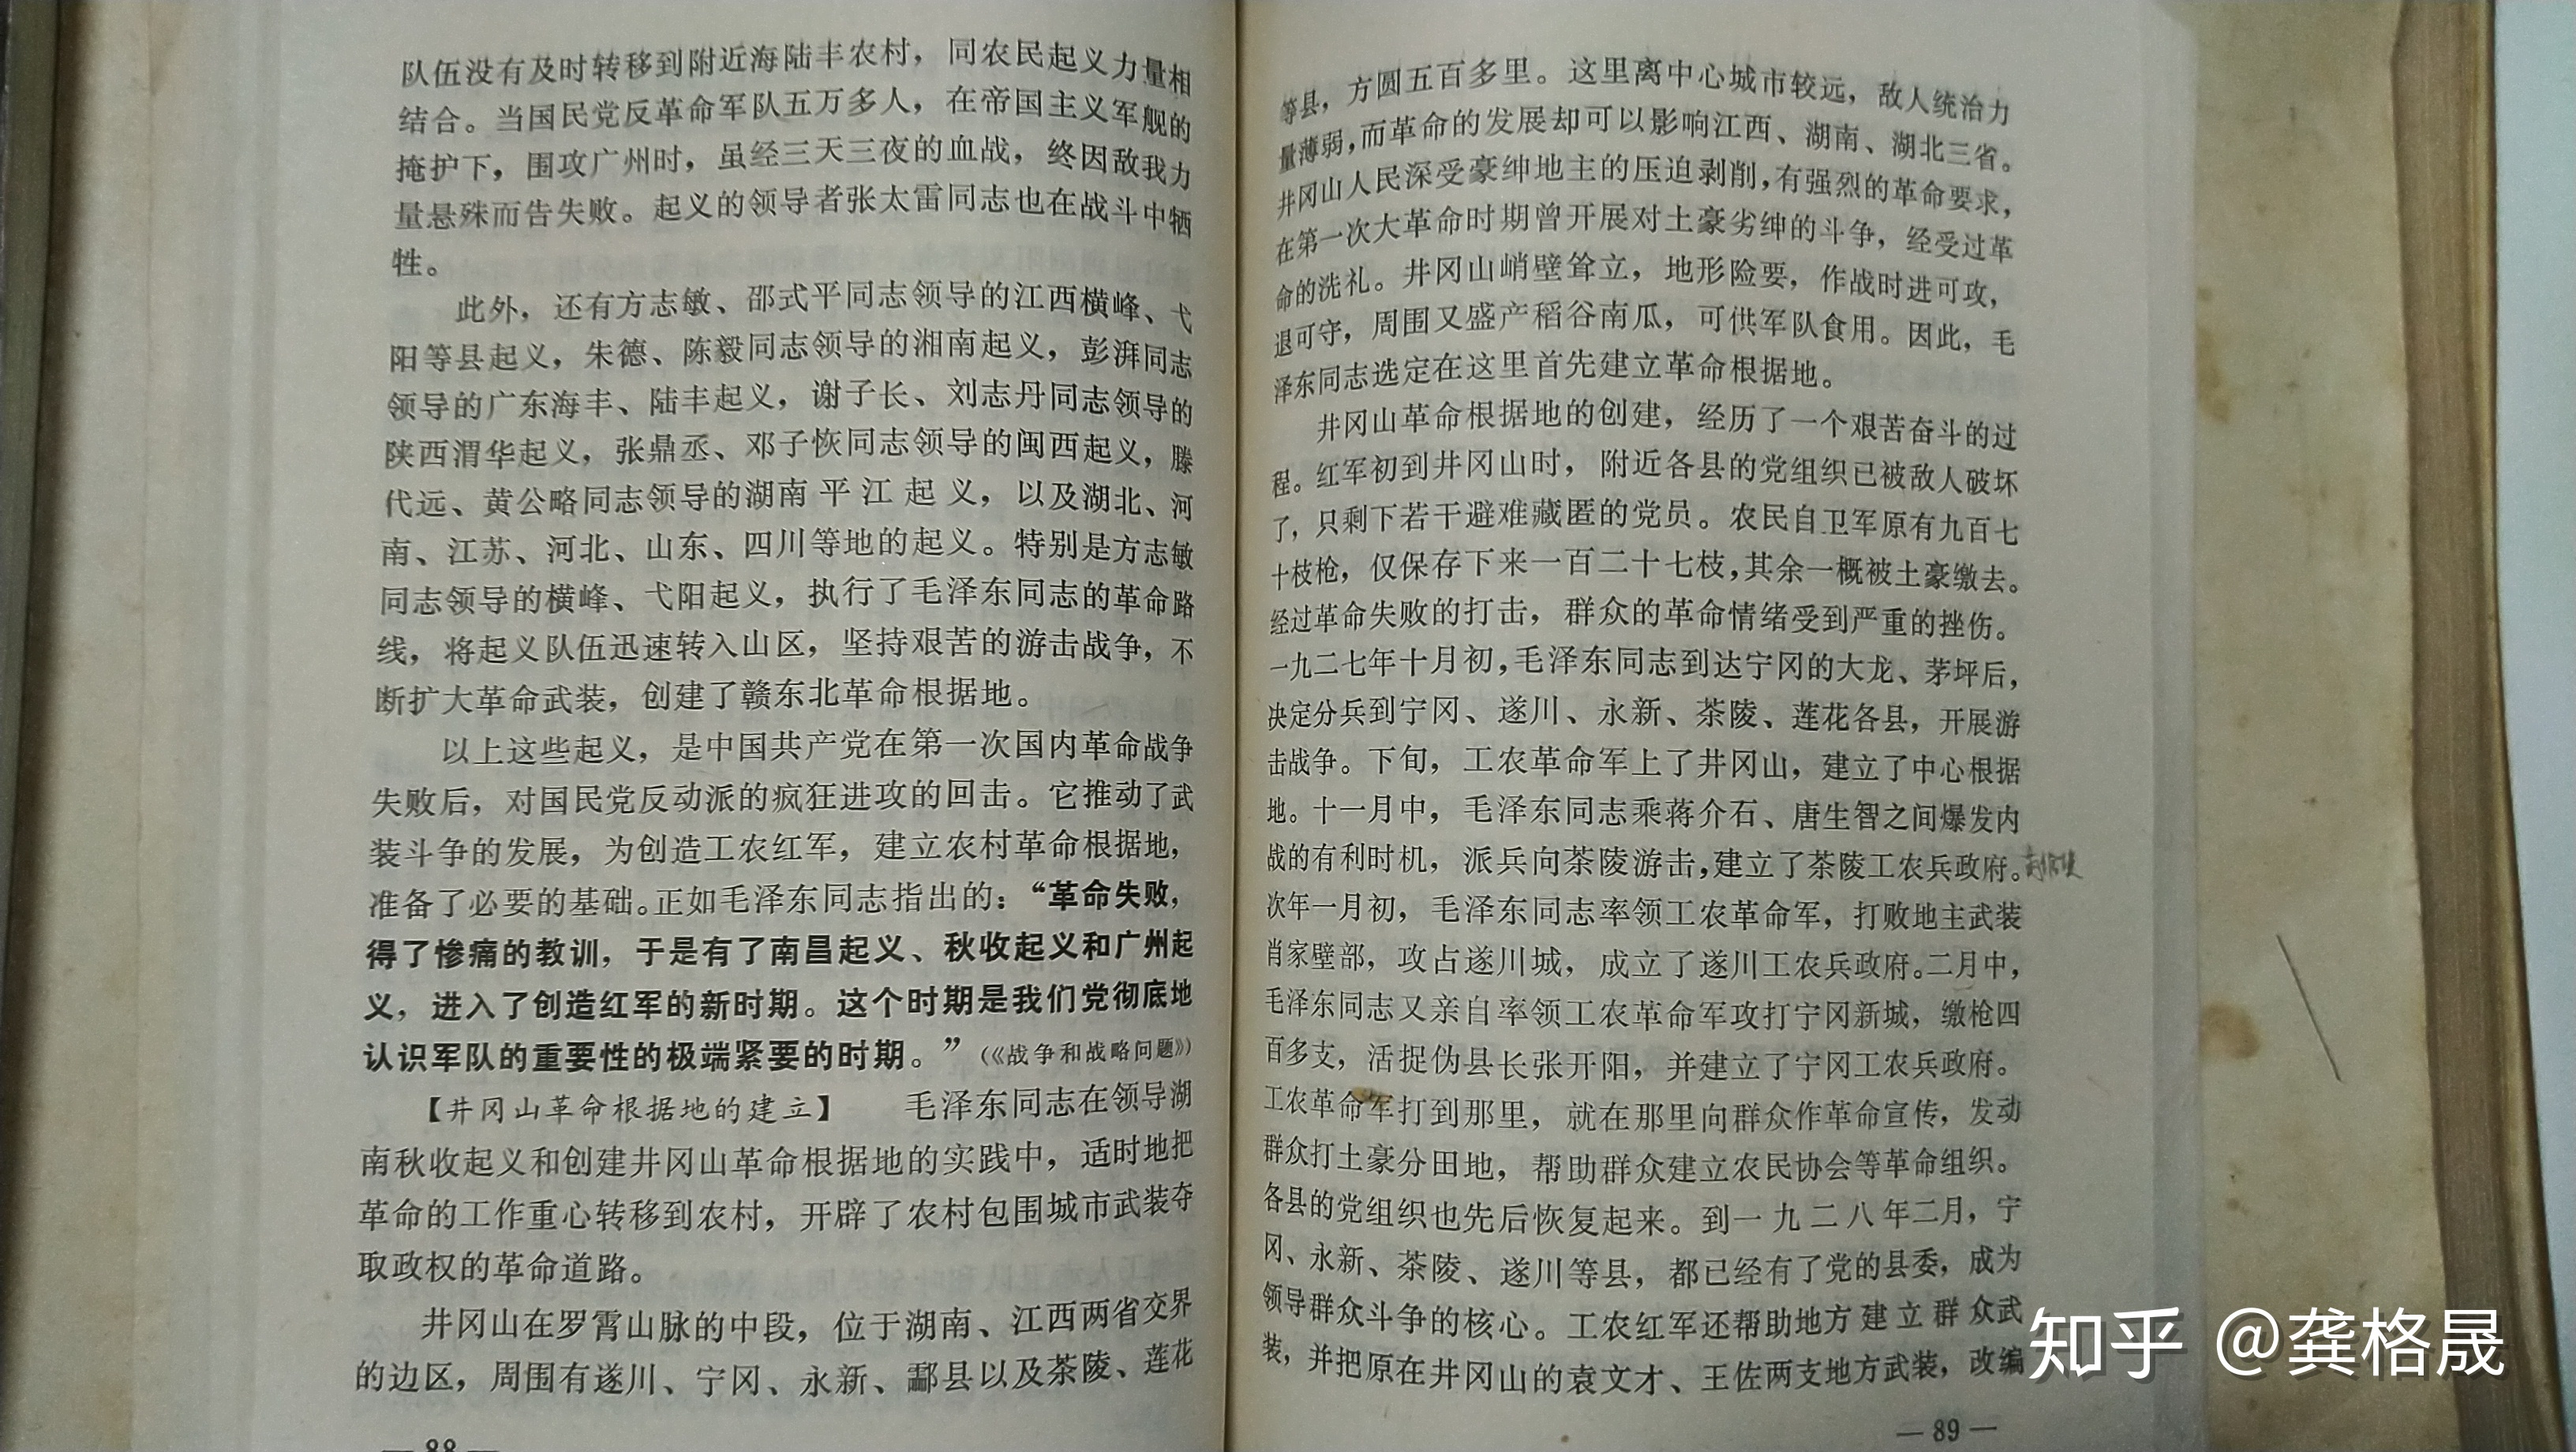 队伍没有及时转移到附近海陆丰农村，同农民起义力量相
结合。当国民党反革命军队五万多人，在帝国主义军舰的
掩护下，围攻广州时，虽经三天三夜的血战，终因敌我力
量悬殊而告失败。起义的领导者张太雷同志也在战斗中牺
牲。
此外，还有方志敏、邵式平同志领导的江西横峰、弋
阳等县起义，朱德、陈毅同志领导的湘南起义，彭湃同志
领导的广东海丰、陆丰起义，谢子长、刘志丹同志领导的
陕西渭华起义，张鼎丞、邓子恢同志领导的闽西起义，滕
代远、黄公略同志领导的湖南平江起义，以及湖北、河
南、江苏、河北、山东、四川等地的起义。特别是方志敏
同志领导的横峰、弋阳起义，执行了毛泽东同志的革命路
线，将起义队伍迅速转入山区，坚持艰苦的游击战争，不
断扩大革命武装，创建了赣东北革命根据地。
以上这些起义，是中国共产党在第一次国内革命战争
失败后，对国民党反动派的疯狂进攻的回击。它推动了武
装斗争的发展，为创造工农红军，建立农村革命根据地，
准备了必要的基础。正如毛泽东同志指出的：“革命失败，
得了惨痛的教训，于是有了南昌起义、秋收起义和广州起
义，进入了创造红军的新时期。这个时期是我们党彻底地
认识军队的重要性的极端紧要的时期。”（《战争和战略问题》）
【井冈山革命根据地的建立】 毛泽东同志在领导湖
南秋收起义和创建井冈山革命根据地的实践中，适时地把
革命的工作重心转移到农村，开辟了农村包围城市武装夺
取政权的革命道路。
井冈山在罗霄山脉的中段，位于湖南、江西两省交界
的边区，周围有遂川、宁冈、永新、酃县以及茶陵、莲花
— 88 —
等县，方圆五百多里。这里离中心城市较远，敌人统治力
量薄弱，而革命的发展却可以影响江西、湖南、湖北三省。
井冈山人民深受豪绅地主的压迫剥削，有强烈的革命要求，
在第一次大革命时期曾开展对土豪劣绅的斗争，经受过革
命的洗礼。井冈山峭壁耸立，地形险要，作战时进可攻，
退可守，周围又盛产稻谷南瓜，可供军队食用。因此，毛
泽东同志选定在这里首先建立革命根据地。
井冈山革命根据地的创建，经历了一个艰苦奋斗的过
程。红军初到井冈山时，附近各县的党组织已被敌人破坏
了，只剩下若干避难藏匿的党员。农民自卫军原有九百七
十枝枪，仅保存下来一百二十七枝，其余一概被土豪缴去。
经过革命失败的打击，群众的革命情绪受到严重的挫伤。
一九二七年十月初，毛泽东同志到达宁冈的大龙、茅坪后，
决定分兵到宁冈、遂川、永新、茶陵、莲花各县，开展游
击战争。下旬，工农革命军上了井冈山，建立了中心根据
地。十一月中，毛泽东同志乘蒋介石、唐生智之间爆发内
战的有利时机，派兵向茶陵游击，建立了茶陵工农兵政府。
次年一月初，毛泽东同志率领工农革命军，打败地主武装
肖家壁部，攻占遂川城，成立了遂川工农兵政府。二月中，
毛泽东同志又亲自率领工农革命军攻打宁冈新城，缴枪四
百多支，活捉伪县长张开阳，并建立了宁冈工农兵政府。
工农革命军打到那里，就在那里向群众作革命宣传，发动
群众打土豪分田地，帮助群众建立农民协会等革命组织。
各县的党组织也先后恢复起来。到一九二八年二月，宁
冈、永新、茶陵、遂川等县，都已经有了党的县委，成为
领导群众斗争的核心。工农红军还帮助地方建立群众武
装，并把原在井冈山的袁文才、王佐两支地方武装，改编
— 89 —
知乎 @龚格晟